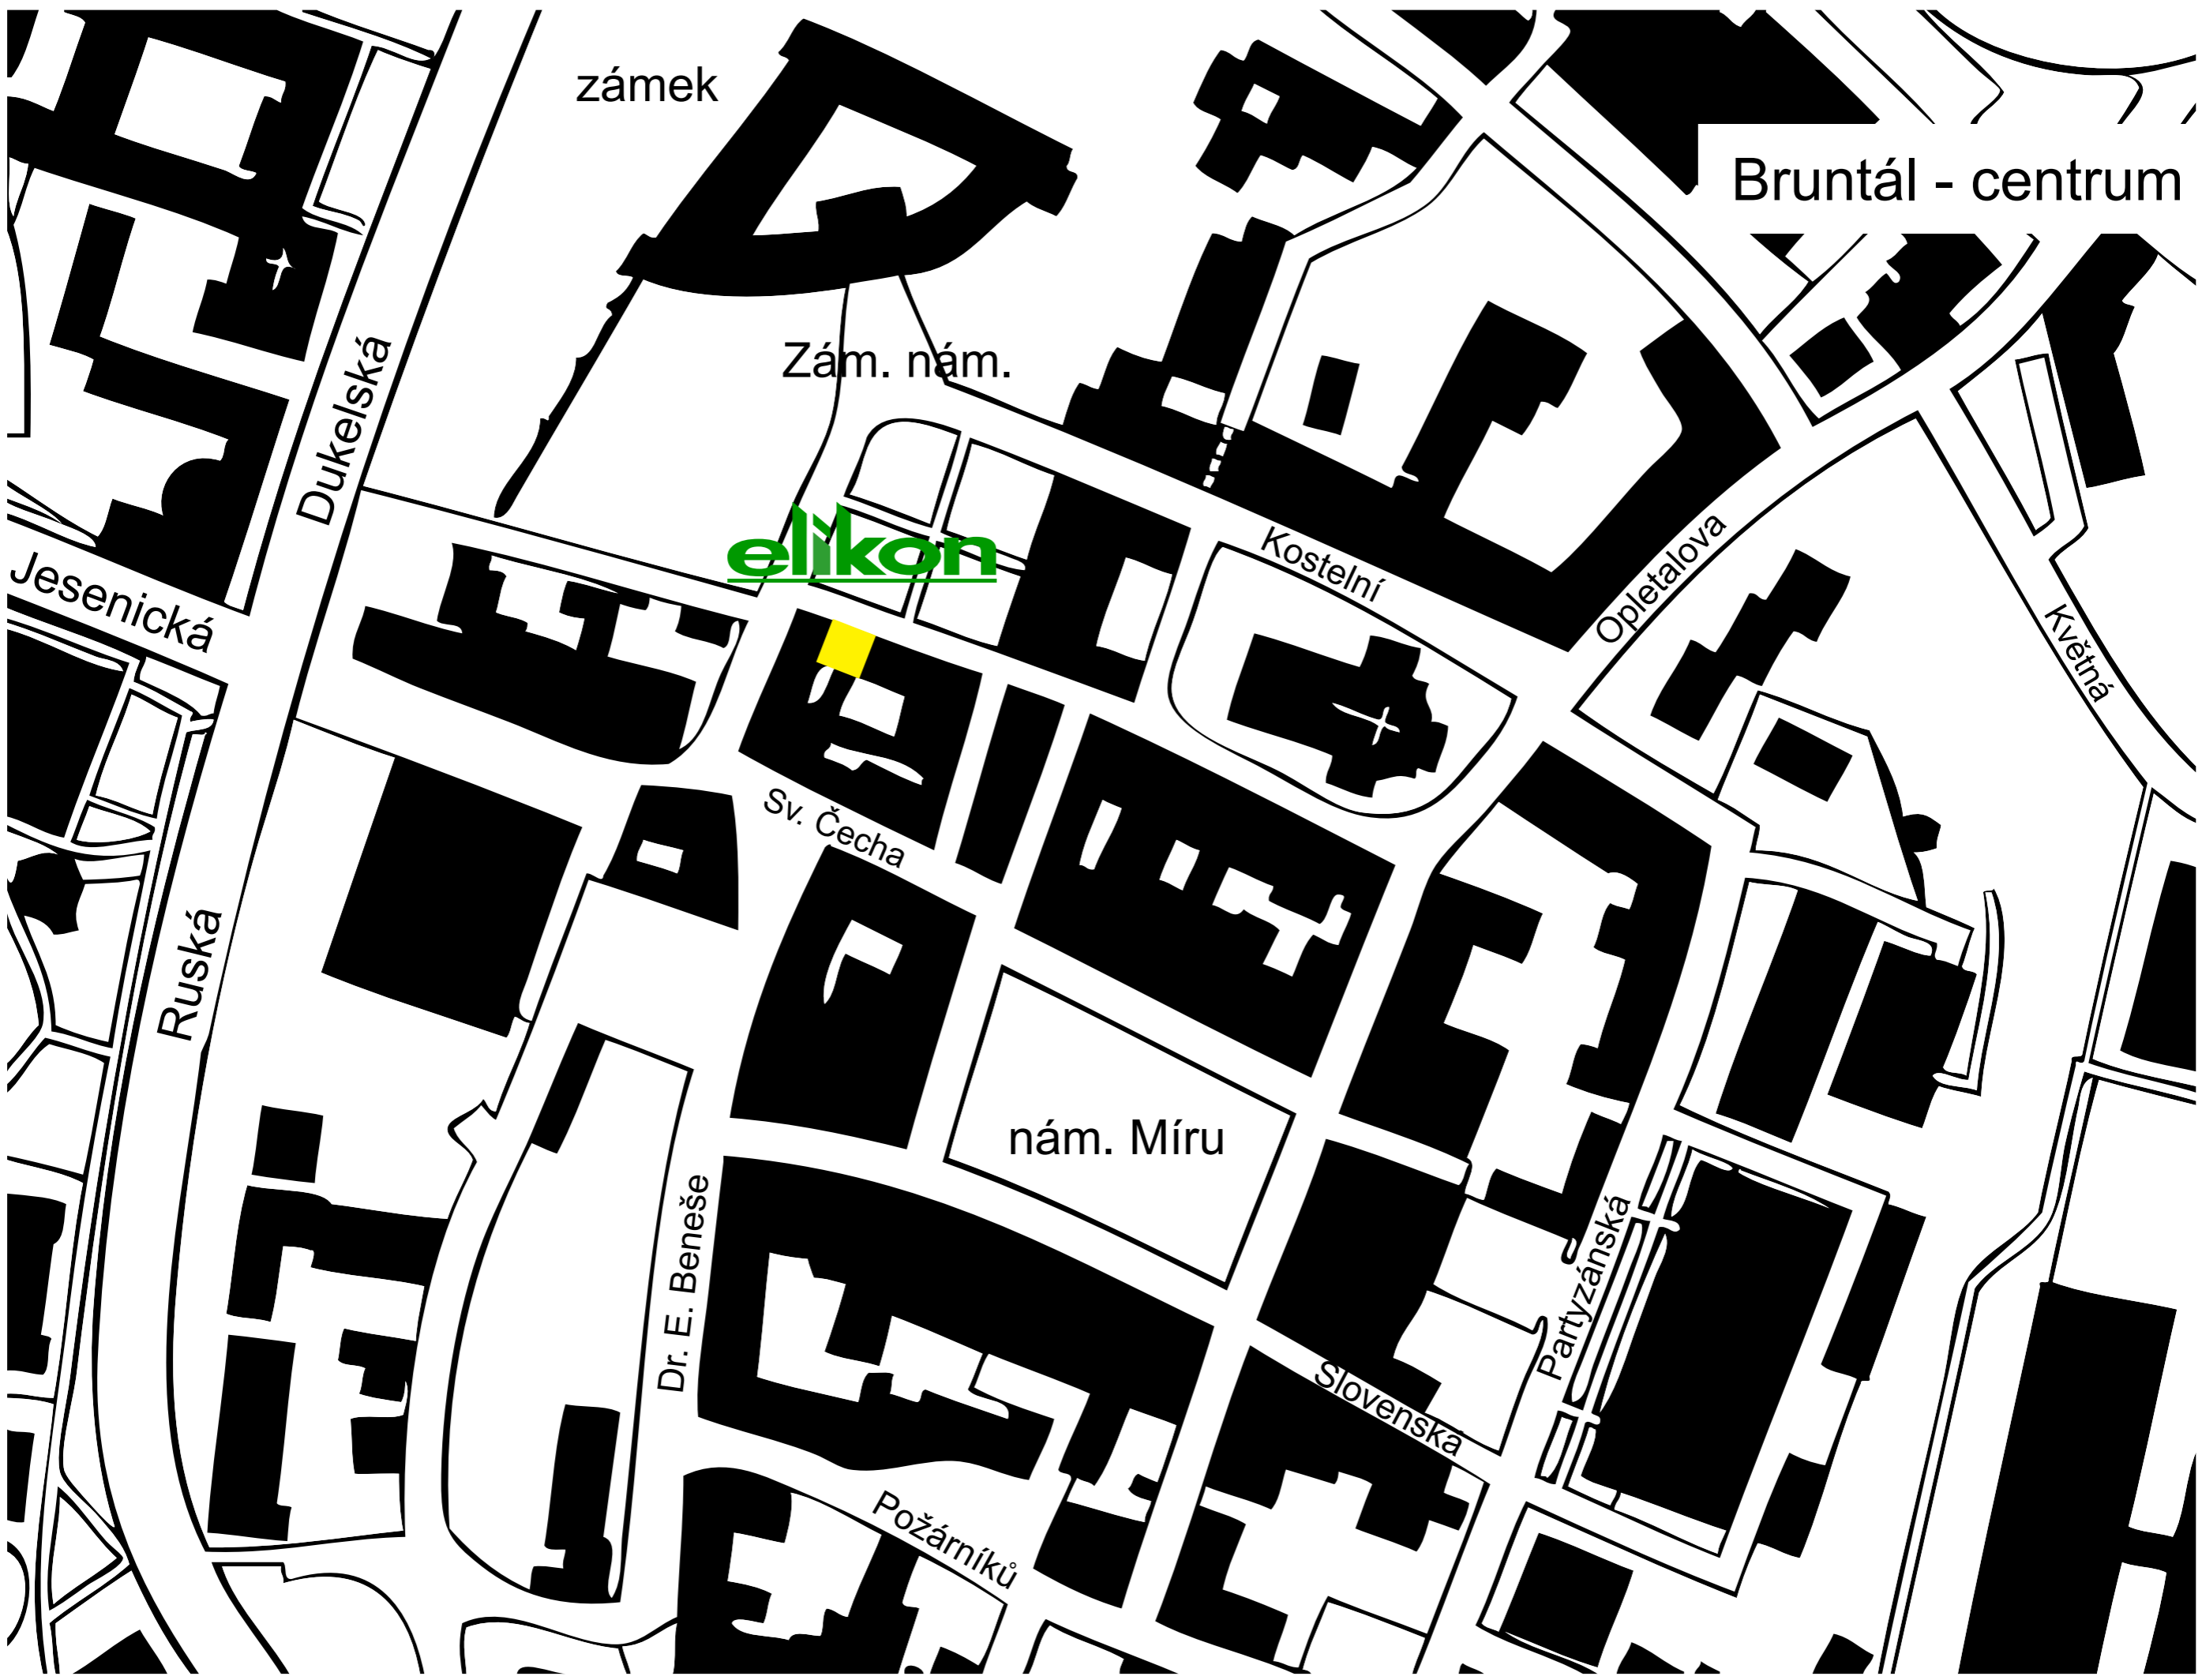 zámek
Bruntál - centrum
Zám. nám.
Dukelská
elikon
Kostelní
Opletalova
Jesenická
Květná
Sv. Čecha
Ruská
nám. Míru
Dr. E. Beneše
Partyzánská
Slovenská
Požárníků